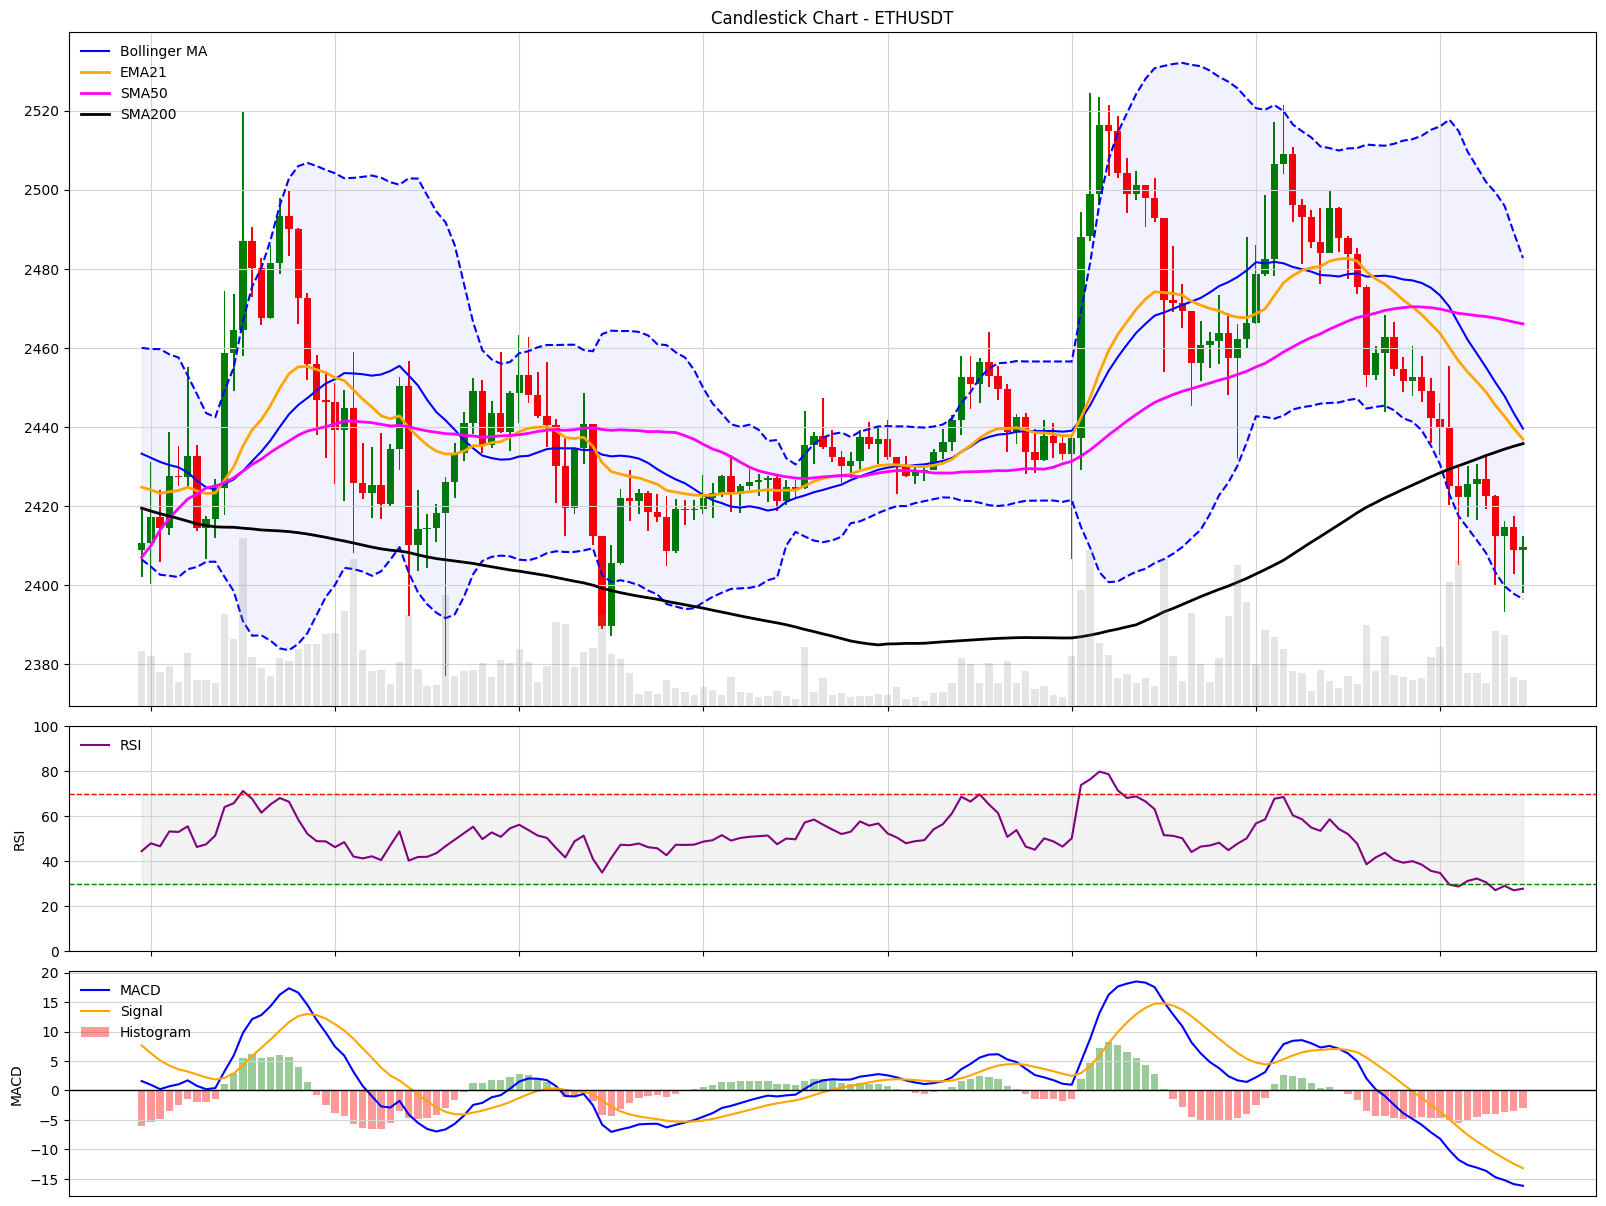 Candlestick Chart - ETHUSDT
Bollinger MA
EMA21
SMA50
SMA200
2520
2500
2480
2460
2440
2420
2400
2380
RSI
RSI
100
80
60
40
20
0
MACD
MACD
Signal
Histogram
20
15
10
5
0
−5
−10
−15